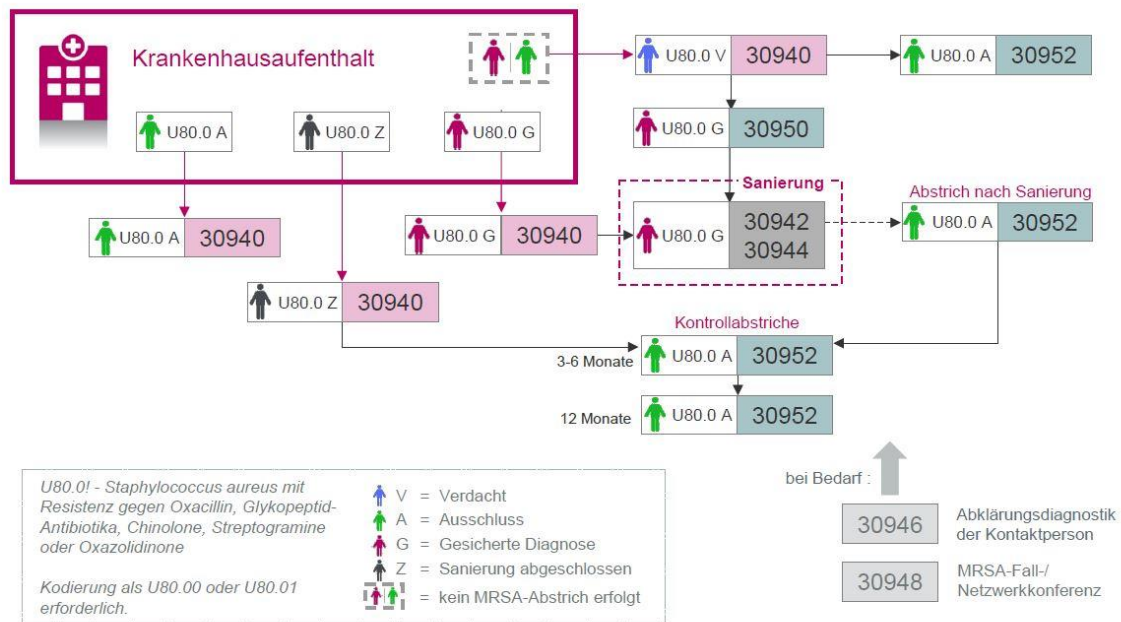 Krankenhausaufenthalt
U80.0 V 30940
U80.0 A 30952
U80.0 A
U80.0 Z
U80.0 G
U80.0 G 30950
Sanierung
Abstrich nach Sanierung
U80.0 A 30940
U80.0 G 30940
U80.0 G
30942
30944
U80.0 A 30952
U80.0 Z 30940
Kontrollabstriche
3-6 Monate
U80.0 A 30952
12 Monate
U80.0 A 30952
U80.0! - Staphylococcus aureus mit
Resistenz gegen Oxacillin, Glykopeptid-
Antibiotika, Chinolone, Streptogramine
oder Oxazolidinone
Kodierung als U80.00 oder U80.01
erforderlich.
V = Verdacht
A = Ausschluss
G = Gesicherte Diagnose
Z = Sanierung abgeschlossen
= kein MRSA-Abstrich erfolgt
bei Bedarf :
30946
Abklärungsdiagnostik
der Kontaktperson
30948
MRSA-Fall-/
Netzwerkkonferenz